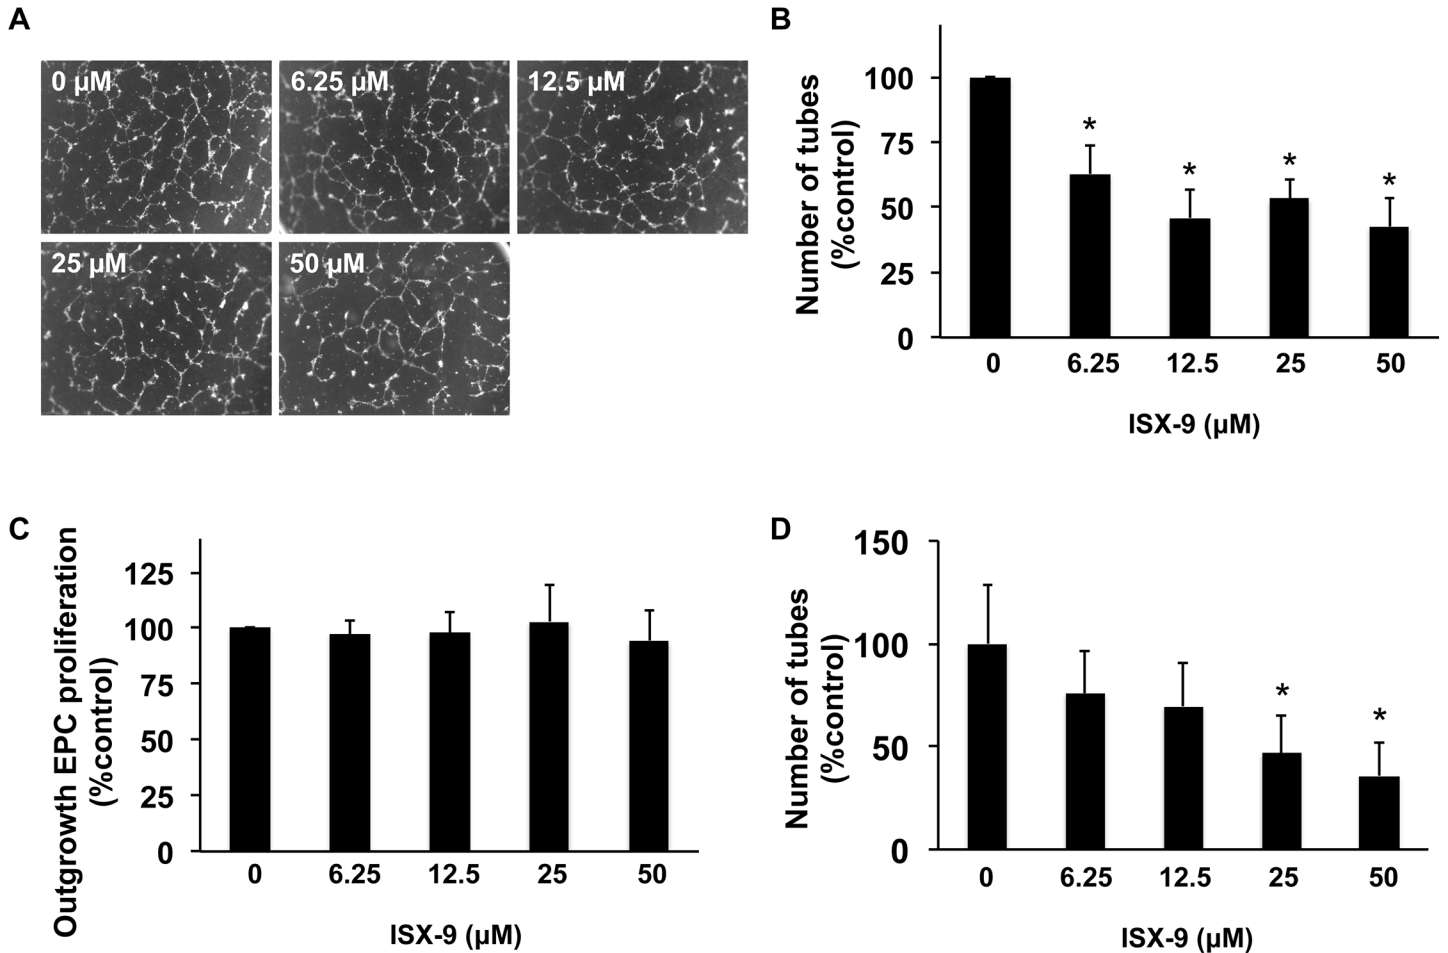 A
0 µM
6.25 µM
12.5 µM
25 µM
50 µM
B
Number of tubes
(%control)
100
75
50
25
0
*
*
*
*
0 6.25 12.5 25 50
ISX-9 (µM)
C
Outgrowth EPC proliferation
(%control)
125
100
75
50
25
0
0 6.25 12.5 25 50
ISX-9 (µM)
D
Number of tubes
(%control)
150
100
50
0
*
*
0 6.25 12.5 25 50
ISX-9 (µM)